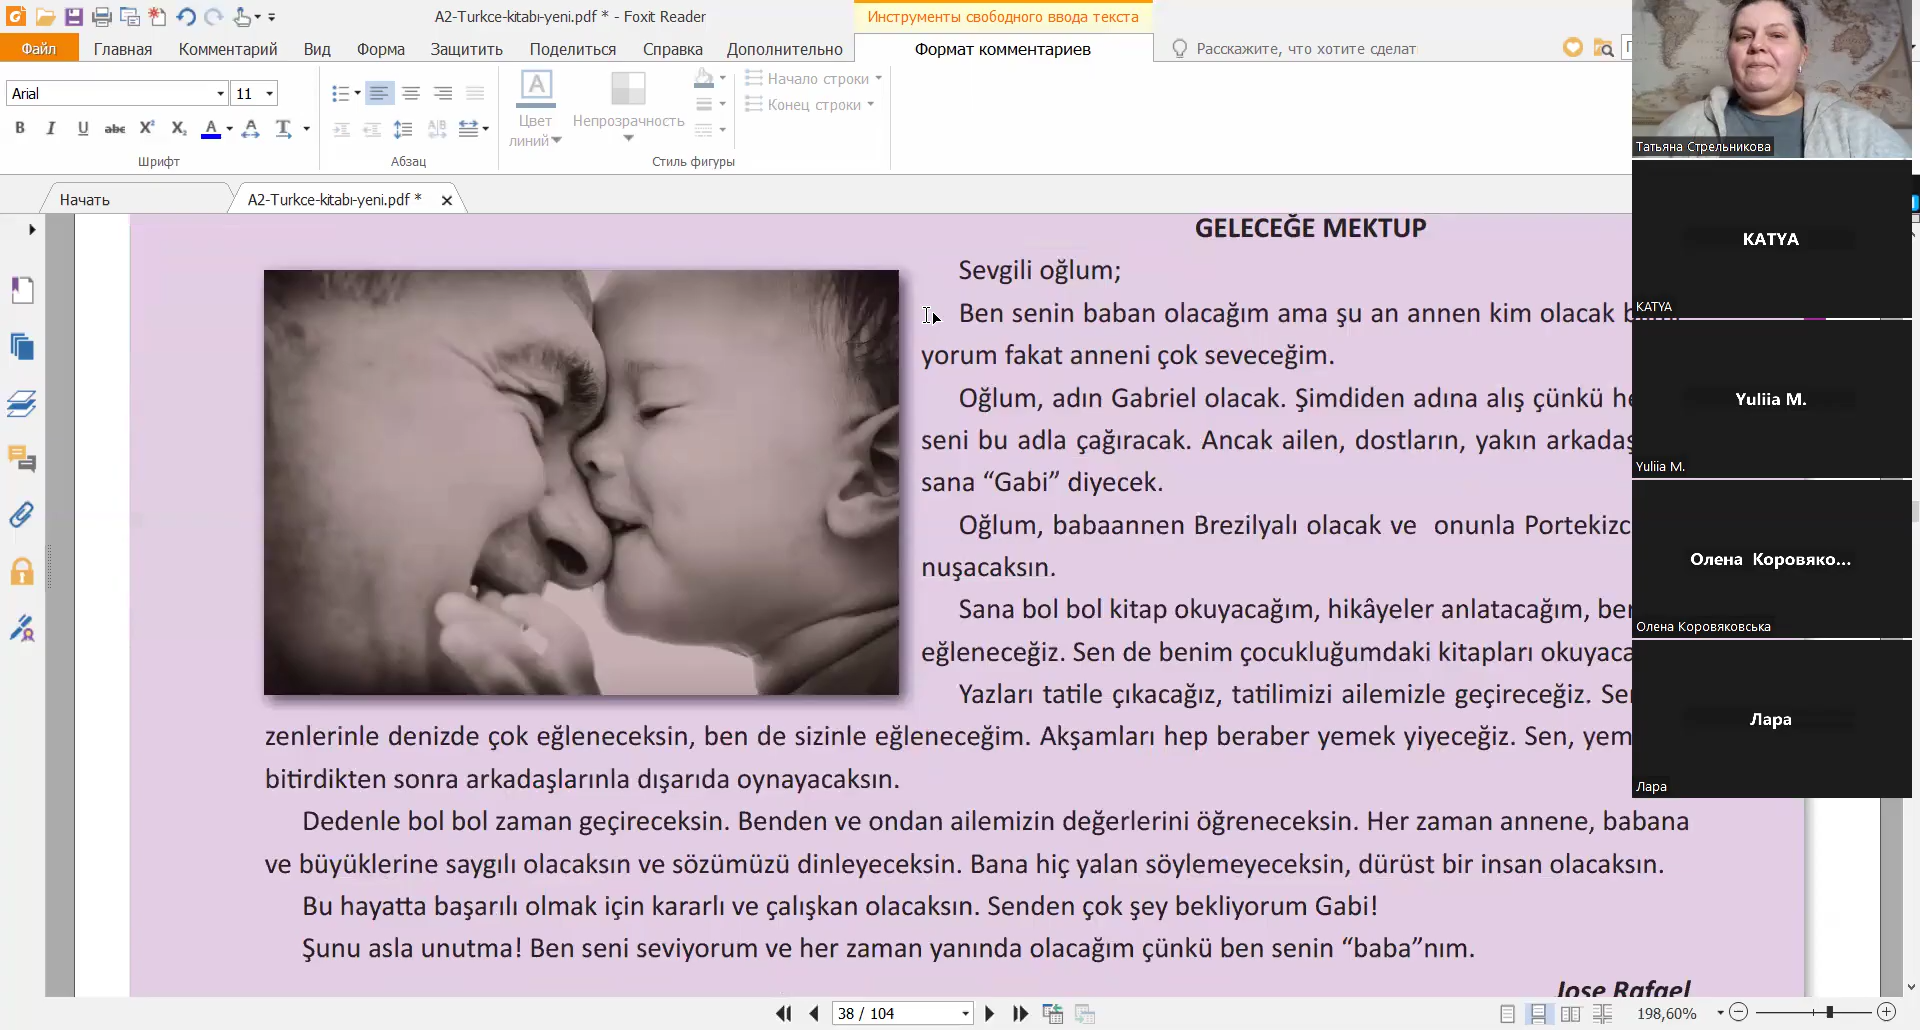 A2-Turkce-kitabı-yeni.pdf * - Foxit Reader
Инструменты свободного ввода текста
Файл Главная Комментарий Вид Форма Защитить Поделиться Справка Дополнительно Формат комментариев Расскажите, что хотите сделат
Arial 11
Начало строки
Конец строки
Цвет линий
Непрозрачность
Шрифт Абзац Стиль фигуры
Начать A2-Turkce-kitabı-yeni.pdf *
GELECEĞE MEKTUP
Sevgili oğlum;
Ben senin baban olacağım ama şu an annen kim olacak
yorum fakat anneni çok seveceğim.
Oğlum, adın Gabriel olacak. Şimdiden adına alış çünkü
seni bu adla çağıracak. Ancak ailen, dostların, yakın arkadaş
sana “Gabi” diyecek.
Oğlum, babaannen Brezilyalı olacak ve onunla Portekizc
nuşacaksın.
Sana bol bol kitap okuyacağım, hikâyeler anlatacağım,
eğleneceğiz. Sen de benim çocukluğumdaki kitapları okuyaca
Yazları tatile çıkacağız, tatilimizi ailemizle geçireceğiz.
zenlerinle denizde çok eğleneceksin, ben de sizinle eğleneceğim. Akşamları hep beraber yemek yiyeceğiz. Sen, yem
bitirdikten sonra arkadaşlarınla dışarıda oynayacaksın.
Dedenle bol bol zaman geçireceksin. Benden ve ondan ailemizin değerlerini öğreneceksin. Her zaman annene, babana
ve büyüklerine saygılı olacaksın ve sözümüzü dinleyeceksin. Bana hiç yalan söylemeyeceksin, dürüst bir insan olacaksın.
Bu hayatta başarılı olmak için kararlı ve çalışkan olacaksın. Senden çok şey bekliyorum Gabi!
Şunu asla unutma! Ben seni seviyorum ve her zaman yanında olacağım çünkü ben senin “baba”nım.
Jose Rafael
38 / 104
198,60%
Татьяна Стрельникова
KATYA
KATYA
Yuliia M.
Yuliia M.
Олена Коровяко...
Олена Коровяковська
Лара
Лара